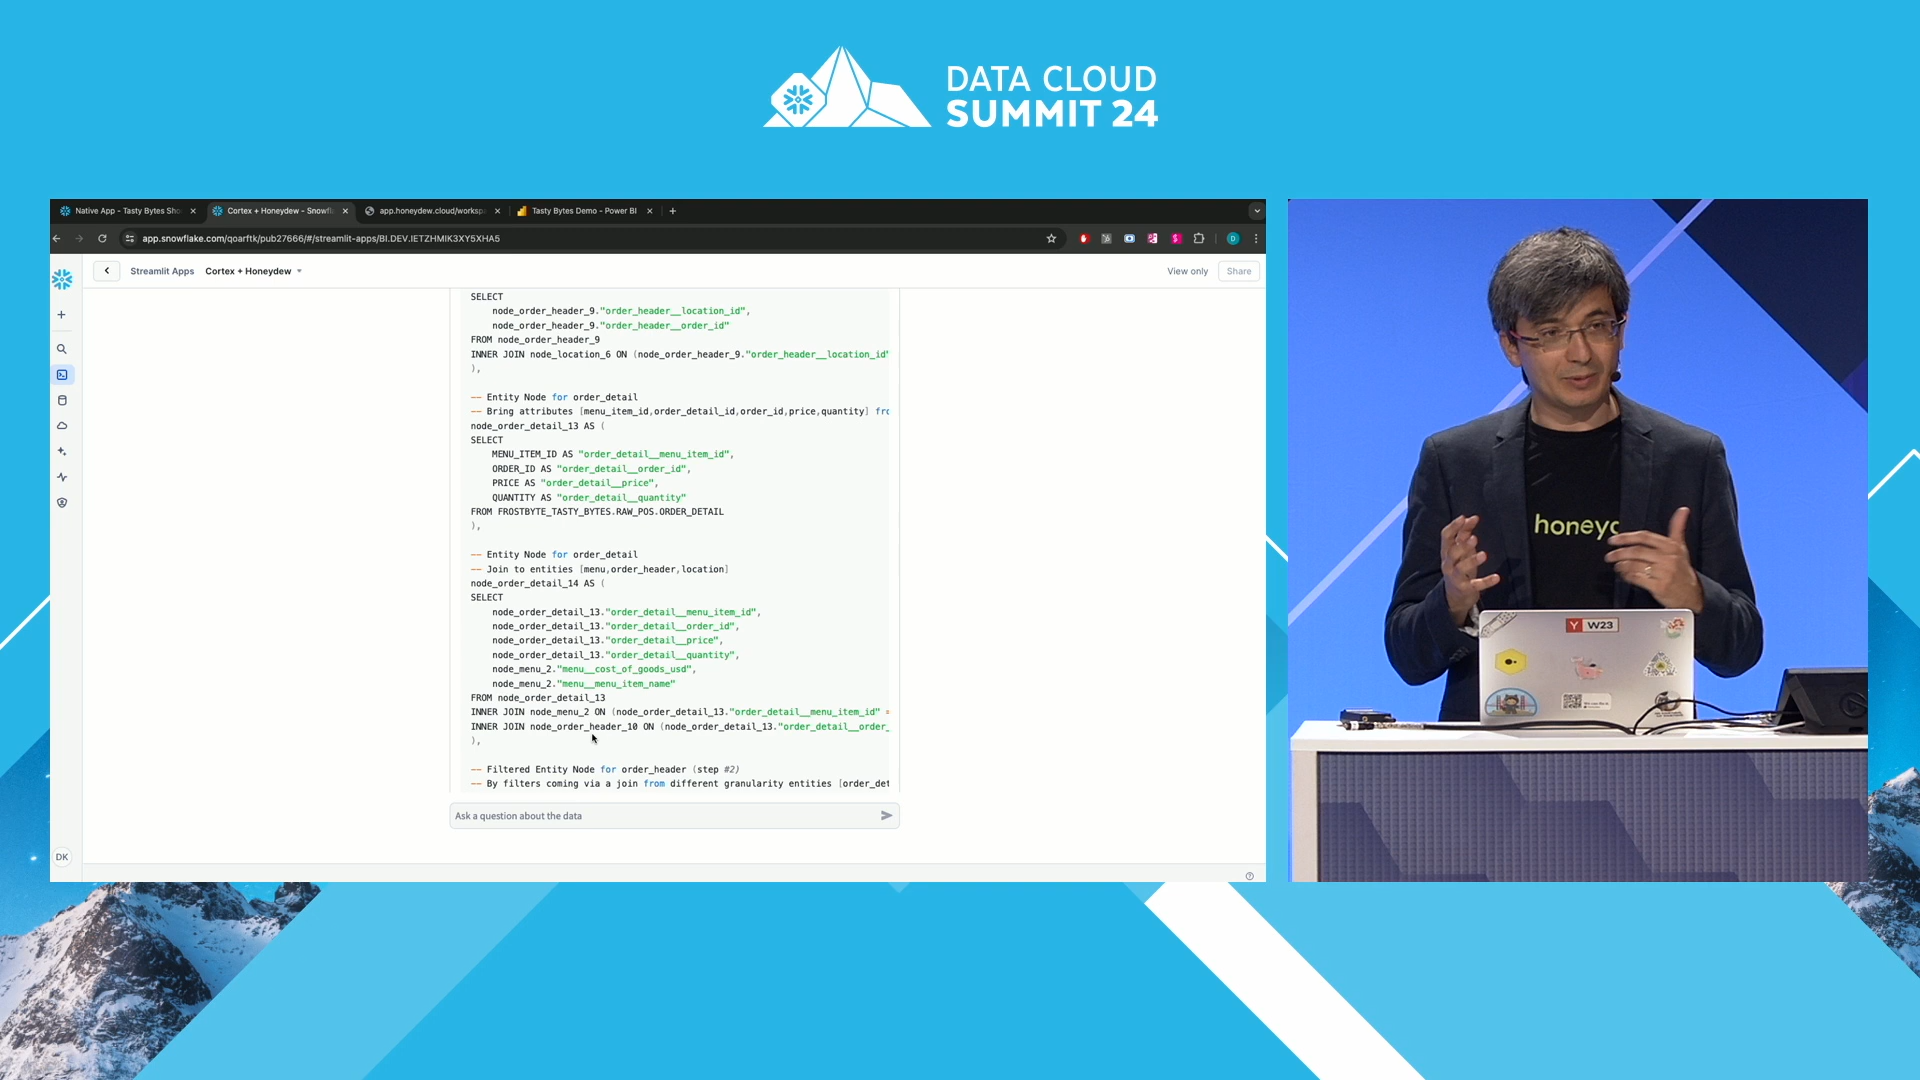 DATA CLOUD
SUMMIT 24
Native App - Tasty Bytes Sho
Cortex + Honeydew - Snowfl
app.honeydew.cloud/worksp
Tasty Bytes Demo - Power BI
app.snowflake.com/qoarftk/pub27666/#/streamlit-apps/BI.DEV.IETZHMIK3XY5XHA5
D
Streamlit Apps
Cortex + Honeydew
View only
Share
SELECT
node_order_header_9."order_header__location_id",
node_order_header_9."order_header__order_id"
FROM node_order_header_9
INNER JOIN node_location_6 ON (node_order_header_9."order_header__location_id"
),
-- Entity Node for order_detail
-- Bring attributes [menu_item_id,order_detail_id,order_id,price,quantity] fro
node_order_detail_13 AS (
SELECT
MENU_ITEM_ID AS "order_detail__menu_item_id",
ORDER_ID AS "order_detail__order_id",
PRICE AS "order_detail__price",
QUANTITY AS "order_detail__quantity"
FROM FROSTBYTE_TASTY_BYTES.RAW_POS.ORDER_DETAIL
),
-- Entity Node for order_detail
-- Join to entities [menu,order_header,location]
node_order_detail_14 AS (
SELECT
node_order_detail_13."order_detail__menu_item_id",
node_order_detail_13."order_detail__order_id",
node_order_detail_13."order_detail__price",
node_order_detail_13."order_detail__quantity",
node_menu_2."menu__cost_of_goods_usd",
node_menu_2."menu__menu_item_name"
FROM node_order_detail_13
INNER JOIN node_menu_2 ON (node_order_detail_13."order_detail__menu_item_id" =
INNER JOIN node_order_header_10 ON (node_order_detail_13."order_detail__order_
),
-- Filtered Entity Node for order_header (step #2)
-- By filters coming via a join from different granularity entities [order_det
Ask a question about the data
DK
honeyd
Y W23